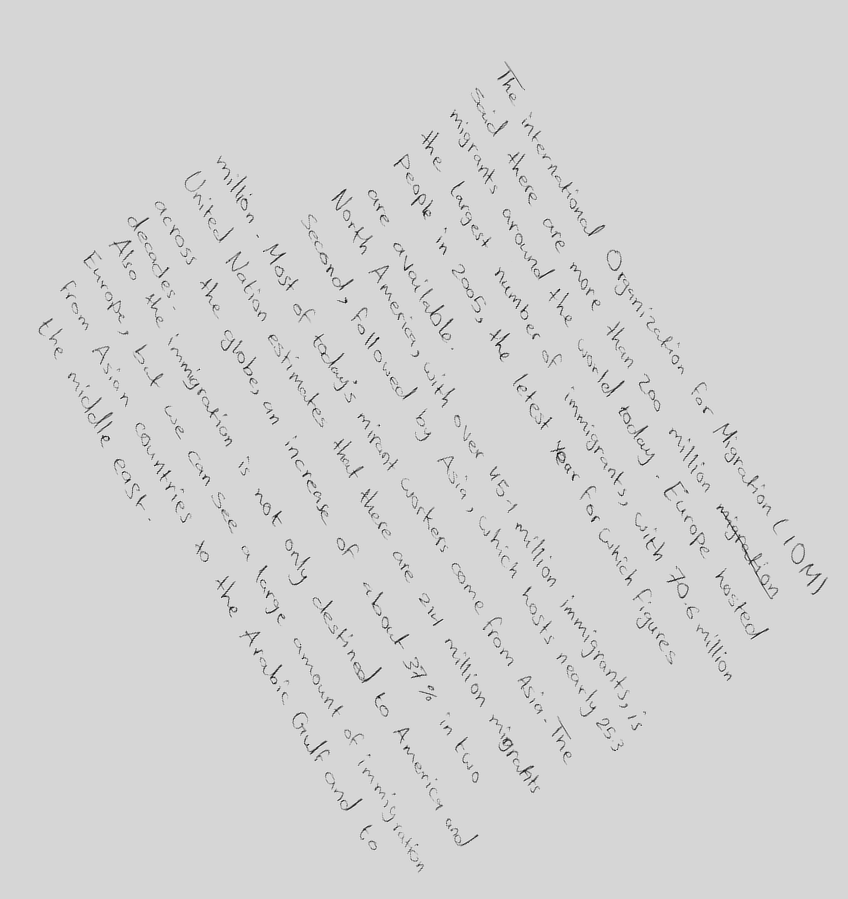 The international Organization for Migration (IOM)
Said there are more than 200 million migration
migrants around the world today. Europe hosted
the largest number of immigrants, with 70.6 million
People in 2005, the letest year for which figures
are available.
North America, with over 45.1 million immigrants, is
Second, followed by Asia, which hosts nearly 25.3
million. Most of today's mirant workers come from Asia. The
United Nation estimates that there are 214 million migrants
across the globe, an increase of about 37% in two
decades.
Also the immigration is not only destined to America and
Europe, but we can see a large amount of immigration
from Asian countries to the Arabic Gulf and to
the middle east.